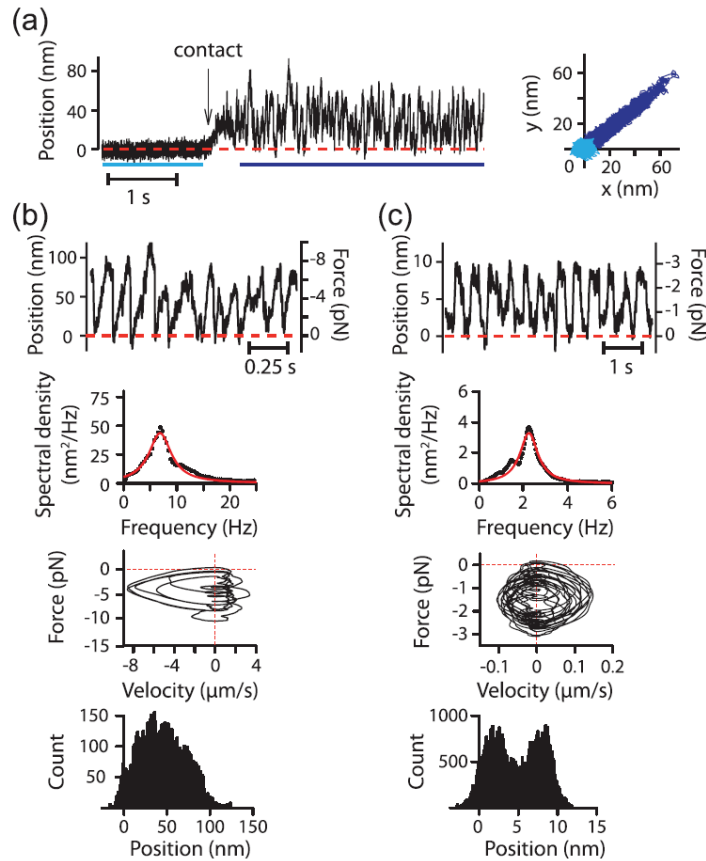 (a)
contact
Position (nm)
80
40
0
1 s
y (nm)
60
20
0
0 20 60
x (nm)
(b)
Position (nm)
100
50
0
-8
-4
0
Force (pN)
0.25 s
Spectral density
nm²/Hz)
75
50
25
0
0 10 20
Frequency (Hz)
Force (pN)
0
-5
-10
-15
-8 -4 0 4
Velocity (µm/s)
Count
150
100
50
0 50 100 150
Position (nm)
(c)
Position (nm)
10
5
0
-3
-2
-1
0
Force (pN)
1 s
Spectral density
(nm²/Hz)
6
4
2
0
0 2 4 6
Frequency (Hz)
Force (pN)
0
-1
-2
-3
-0.1 0 0.1 0.2
Velocity (µm/s)
Count
1000
500
0 5 10 15
Position (nm)